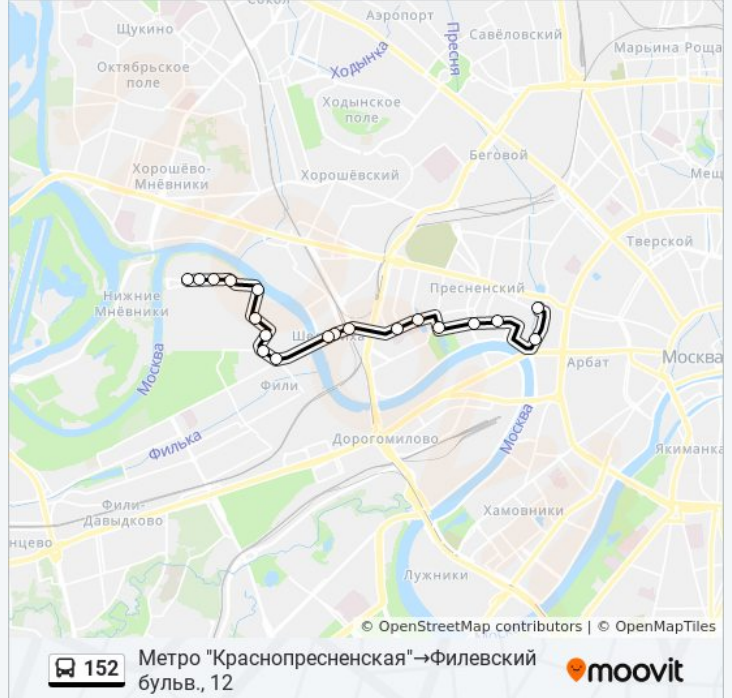 Сокол
Аэропорт
Щукино
Пресня
Савёловский
Марьина Роща
Октябрьское
поле
Ходынка
Ходынское
поле
Беговой
Хорошёво-
Мнёвники
Хорошёвский
Мещ
Тверской
Нижние
Мнёвники
Пресненский
Москва
Арбат
Москва
Фили
Филька
Дорогомилово
Москва
Якиманка
Фили-
Давыдково
нцево
Хамовники
Лужники
© OpenStreetMap contributors | © OpenMapTiles
152
Метро "Краснопресненская"→Филевский
бульв., 12
moovit